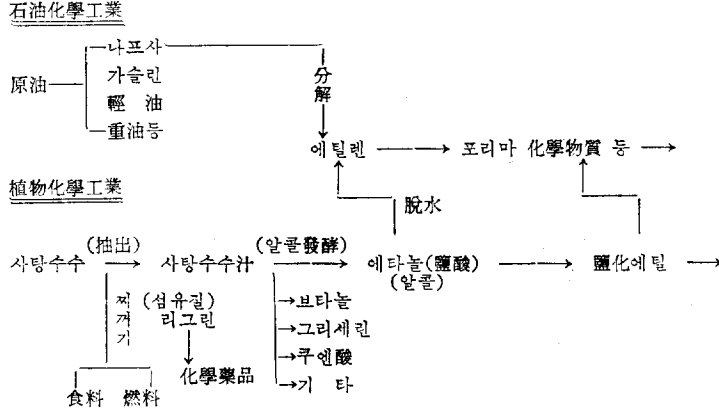 石油化學工業
나프사
原油
가슬린
輕 油
重油등
分解
에틸렌
포리마 化學物質 등
植物化學工業
脫水
사탕수수
(抽出)
사탕수수汁
(알콜發酵)
에타놀(鹽酸)
(알콜)
鹽化에틸
찌꺼기
(섬유질)
리그린
브타놀
그리세린
쿠엔酸
기 타
化學藥品
食料 燃料